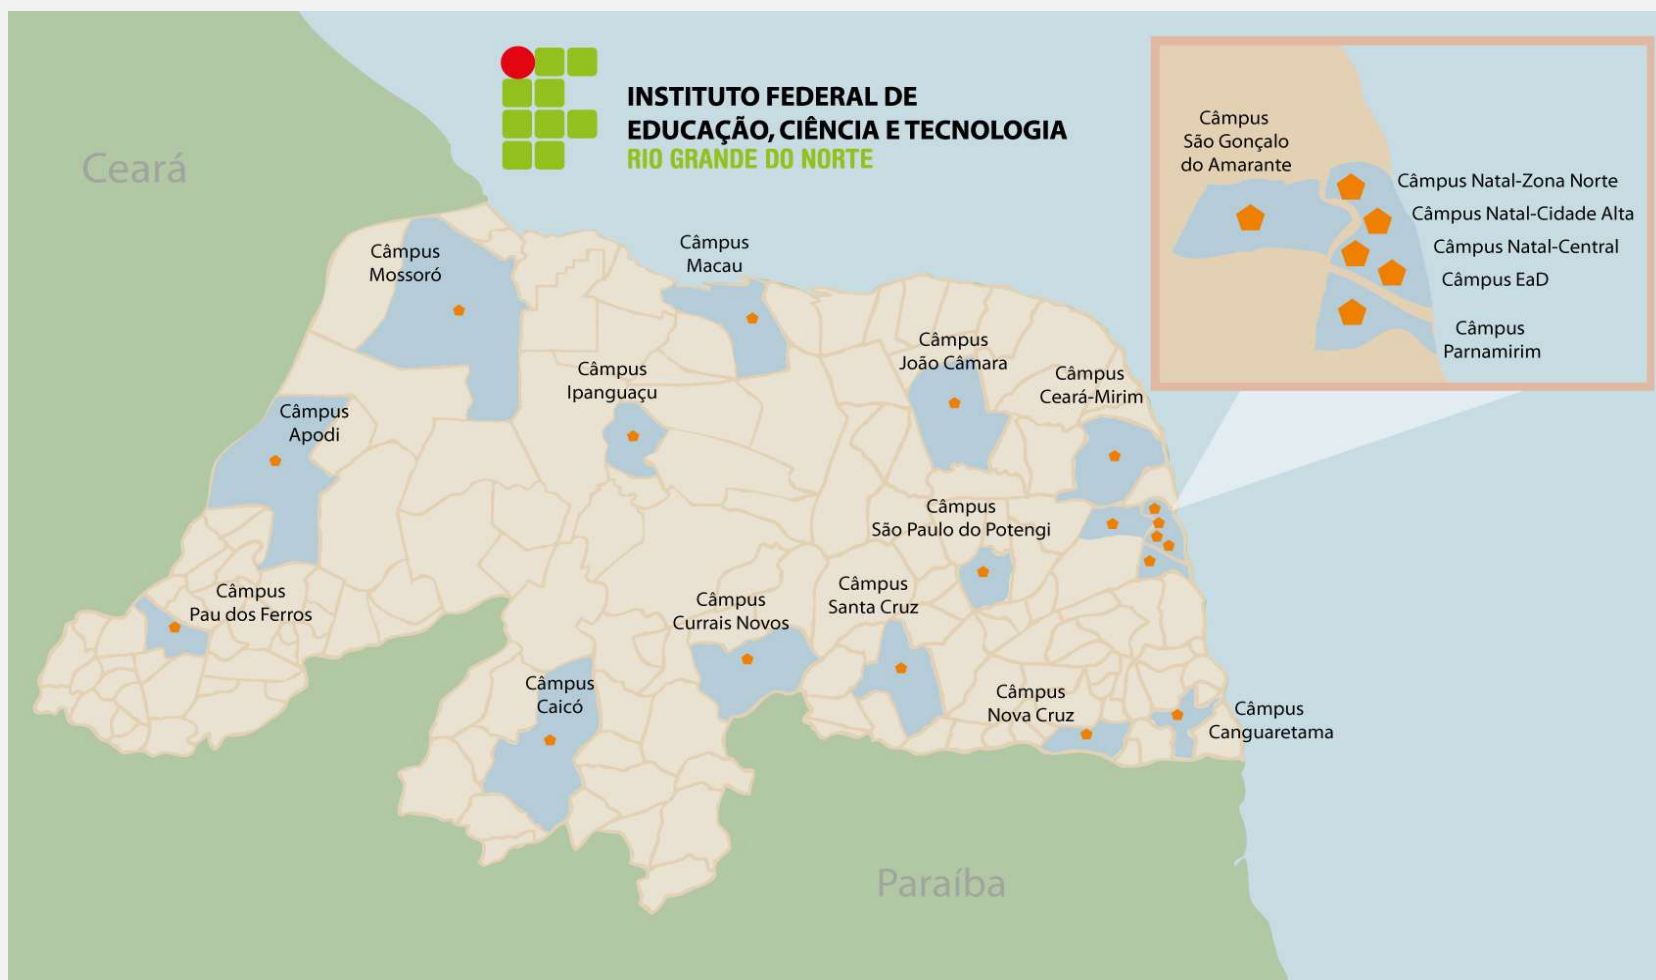 INSTITUTO FEDERAL DE
EDUCAÇÃO, CIÊNCIA E TECNOLOGIA
RIO GRANDE DO NORTE
Ceará
Câmpus
São Gonçalo
do Amarante
Câmpus Natal-Zona Norte
Câmpus Natal-Cidade Alta
Câmpus Natal-Central
Câmpus EaD
Câmpus
Parnamirim
Câmpus
Mossoró
Câmpus
Macau
Câmpus
João Câmara
Câmpus
Ipanguaçu
Câmpus
Ceará-Mirim
Câmpus
Apodi
Câmpus
São Paulo do Potengi
Câmpus
Pau dos Ferros
Câmpus
Currais Novos
Câmpus
Santa Cruz
Câmpus
Caicó
Câmpus
Nova Cruz
Câmpus
Canguaretama
Paraíba